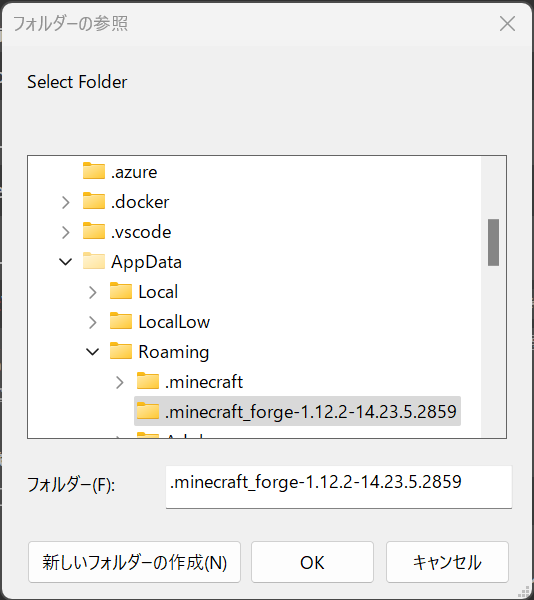 フォルダーの参照
Select Folder
.azure
.docker
.vscode
AppData
Local
LocalLow
Roaming
.minecraft
.minecraft_forge-1.12.2-14.23.5.2859
フォルダー(F):
.minecraft_forge-1.12.2-14.23.5.2859
新しいフォルダーの作成(N)
OK
キャンセル